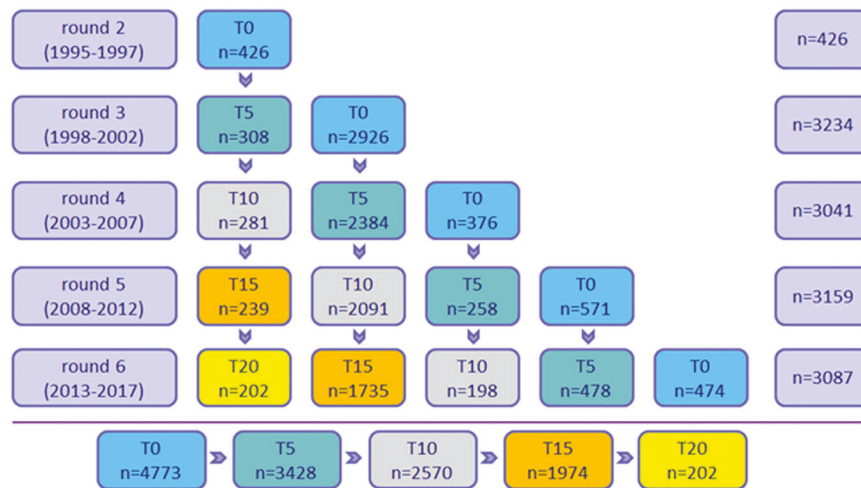 round 2
(1995-1997)
T0
n=426
n=426
round 3
(1998-2002)
T5
n=308
T0
n=2926
n=3234
round 4
(2003-2007)
T10
n=281
T5
n=2384
T0
n=376
n=3041
round 5
(2008-2012)
T15
n=239
T10
n=2091
T5
n=258
T0
n=571
n=3159
round 6
(2013-2017)
T20
n=202
T15
n=1735
T10
n=198
T5
n=478
T0
n=474
n=3087
T0
n=4773
T5
n=3428
T10
n=2570
T15
n=1974
T20
n=202